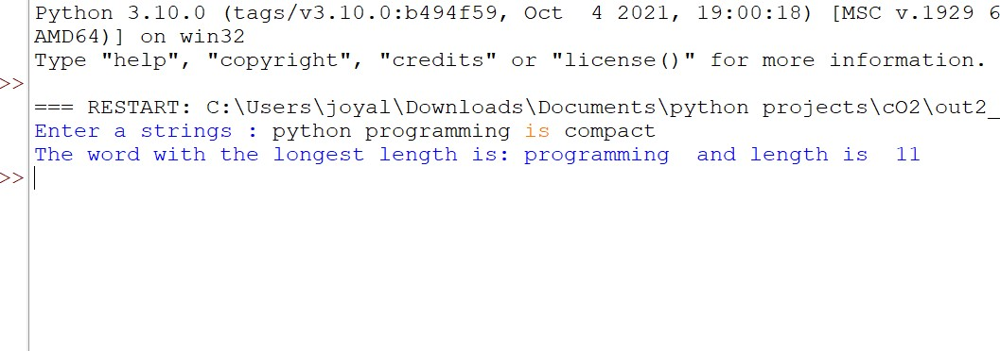 Python 3.10.0 (tags/v3.10.0:b494f59, Oct  4 2021, 19:00:18) [MSC v.1929 6
AMD64)] on win32
Type "help", "copyright", "credits" or "license()" for more information.
>>
=== RESTART: C:\Users\joyal\Downloads\Documents\python projects\cO2\out2_
Enter a strings : python programming is compact
The word with the longest length is: programming  and length is  11
>>